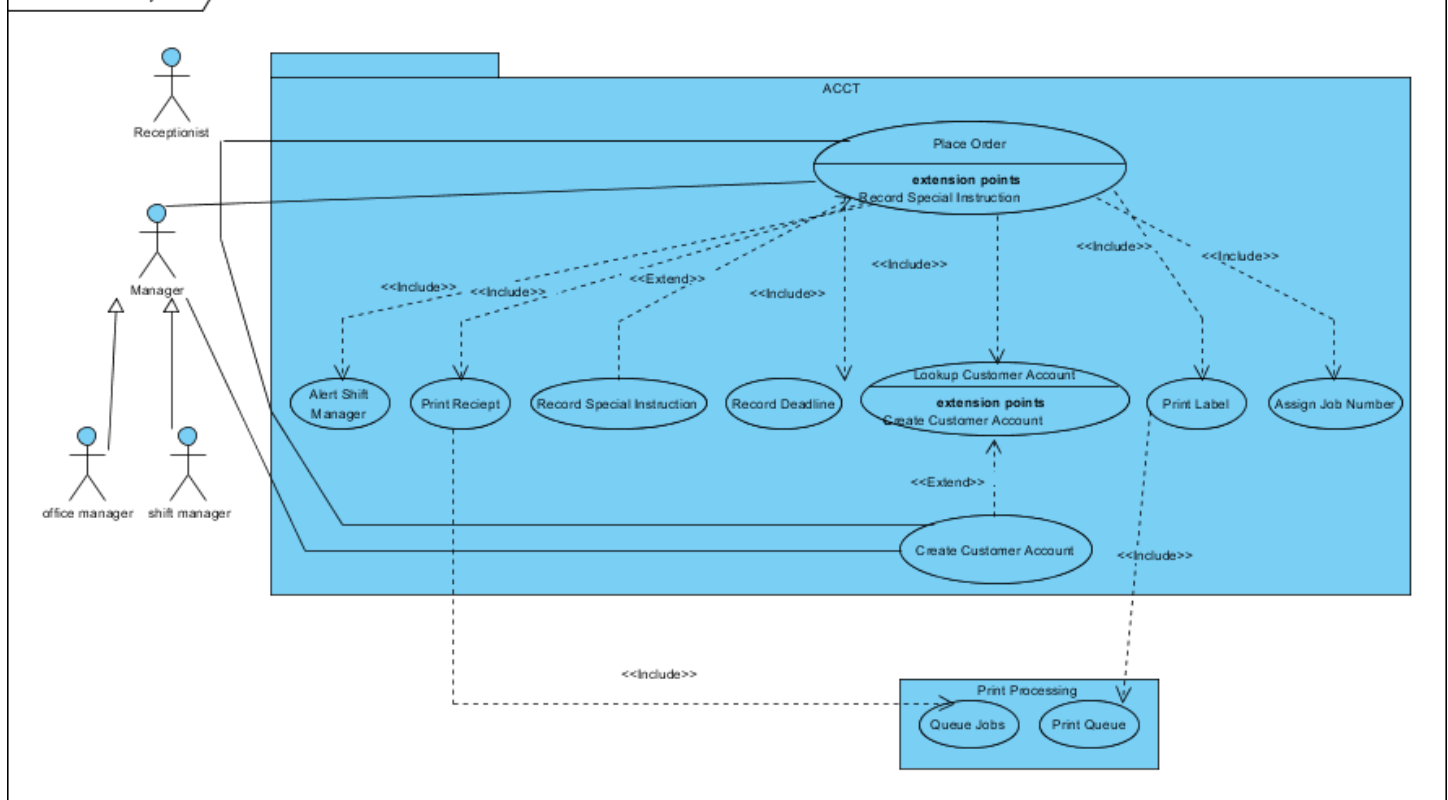 ACCT
Receptionist
Place Order
extension points
Record Special Instruction
Manager
<<Include>>
<<Include>>
<<Extend>>
<<Include>>
<<Include>>
<<Include>>
<<Include>>
Alert Shift
Manager
Print Reciept
Record Special Instruction
Record Deadline
Lookup Customer Account
extension points
Create Customer Account
Print Label
Assign Job Number
office manager
shift manager
<<Extend>>
Create Customer Account
<<Include>>
<<Include>>
Print Processing
Queue Jobs
Print Queue